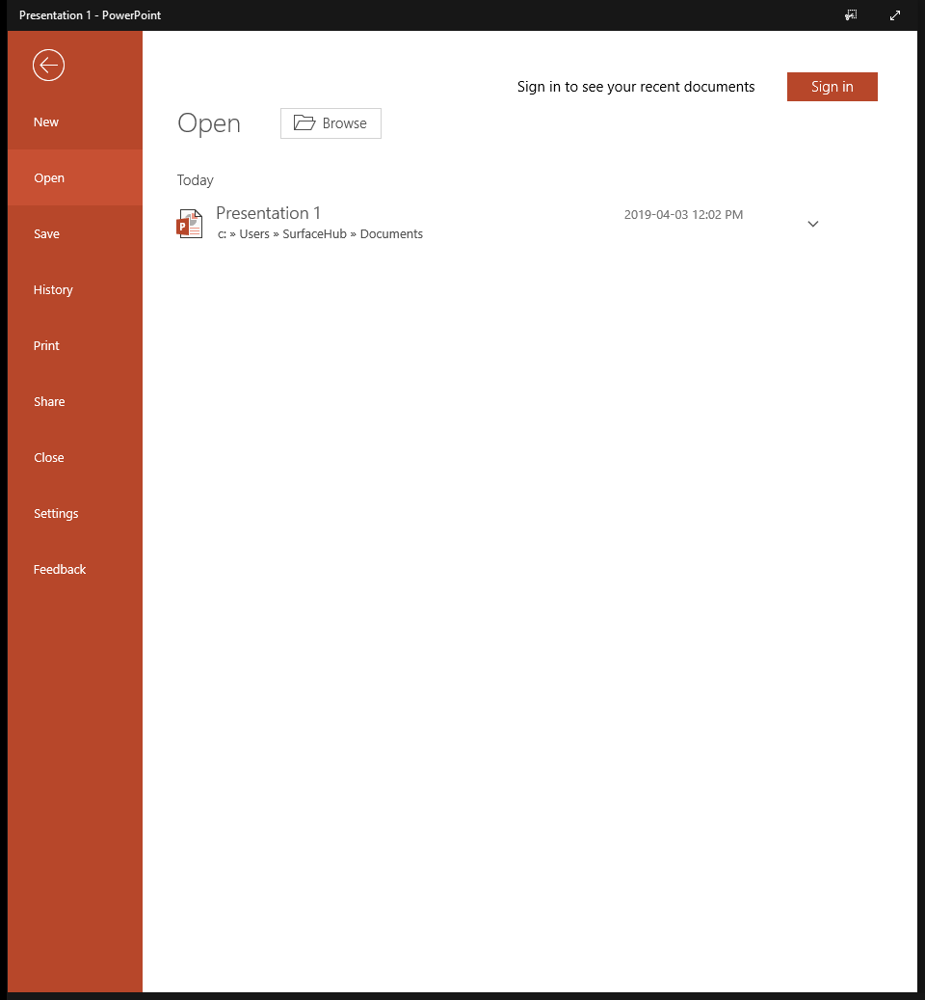 Presentation 1 - PowerPoint
Sign in to see your recent documents
Sign in
Open
Browse
New
Open
Save
History
Print
Share
Close
Settings
Feedback
Today
Presentation 1
2019-04-03 12:02 PM
c: » Users » SurfaceHub » Documents
P